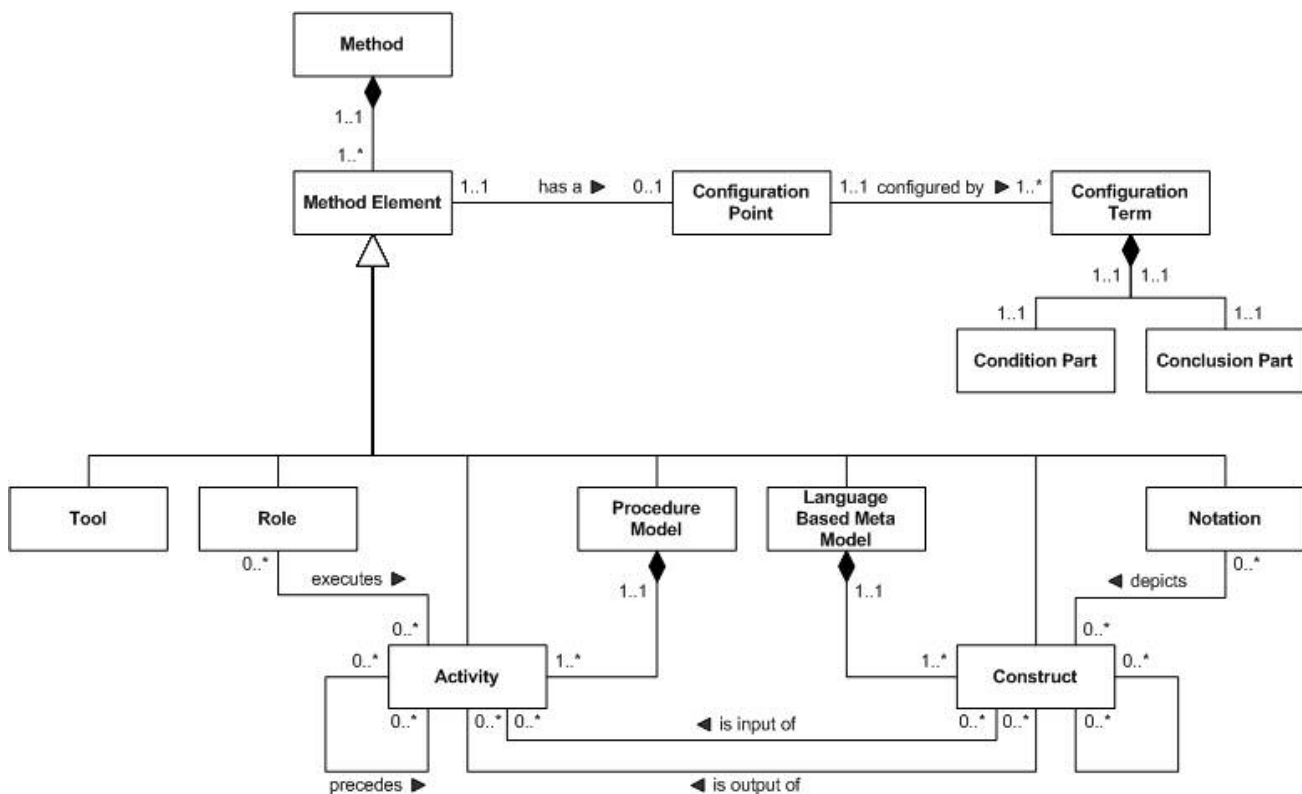 Method
1..1
1..*
Method Element
1..1 has a ► 0..1
Configuration
Point
1..1 configured by ► 1..*
Configuration
Term
1..1 1..1
1..1 1..1
Condition Part
Conclusion Part
Tool
Role
Procedure
Model
Language
Based Meta
Model
Notation
0..*
executes ►
1..1
1..1
0..*
◄ depicts
0..*
0..*
0..*
1..*
1..*
0..*
Activity
Construct
0..* 0..* 0..*
◄ is input of
0..* 0..*
0..*
precedes ►
◄ is output of